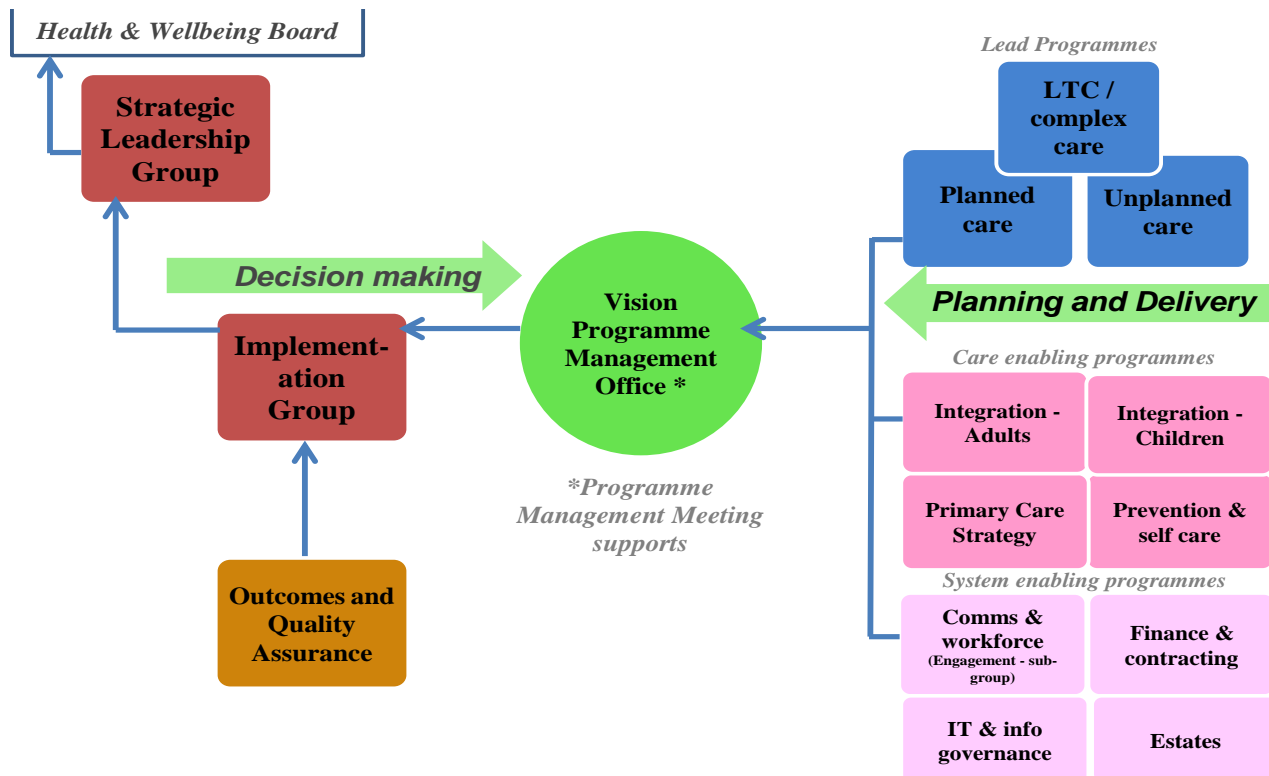 Health & Wellbeing Board
Strategic
Leadership
Group
Decision making
Implement-
ation
Group
Outcomes and
Quality
Assurance
Vision
Programme
Management
Office *
*Programme
Management Meeting
supports
Lead Programmes
LTC /
complex
care
Planned
care
Unplanned
care
Planning and Delivery
Care enabling programmes
Integration -
Adults
Integration -
Children
Primary Care
Strategy
Prevention &
self care
System enabling programmes
Comms &
workforce
(Engagement - sub-
group)
Finance &
contracting
IT & info
governance
Estates